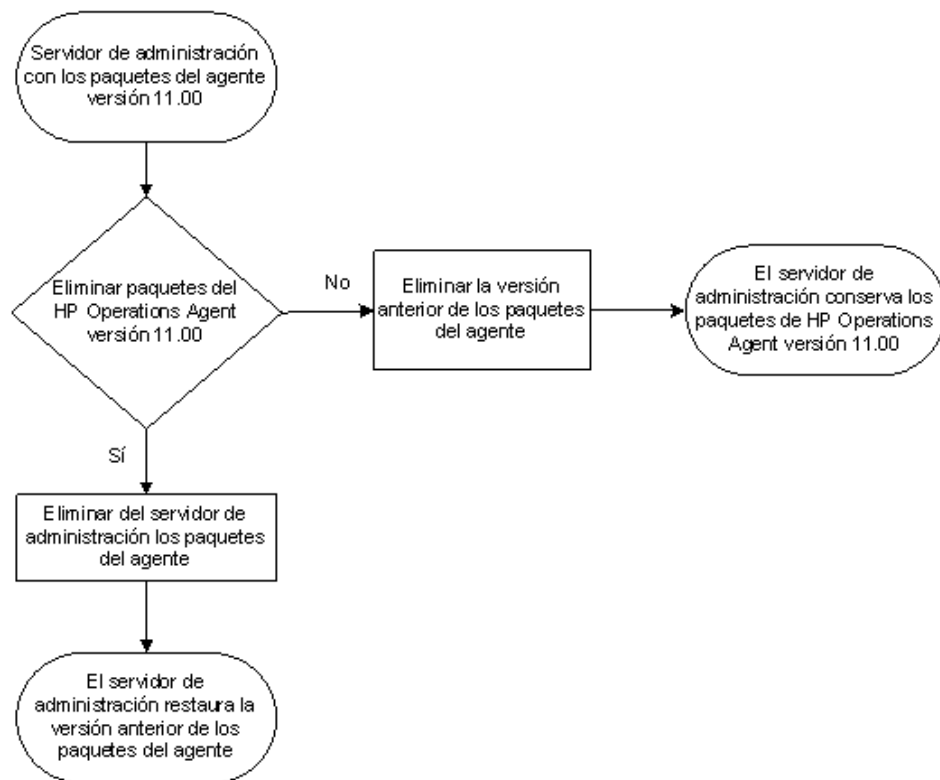 Servidor de administración
con los paquetes del agente
versión 11.00
Eliminar paquetes del
HP Operations Agent
versión 11.00
No
Eliminar la versión
anterior de los paquetes
del agente
El servidor de
administración conserva los
paquetes de HP Operations
Agent versión 11.00
Sí
Eliminar del servidor de
administración los paquetes
del agente
El servidor de
administración restaura la
versión anterior de los
paquetes del agente